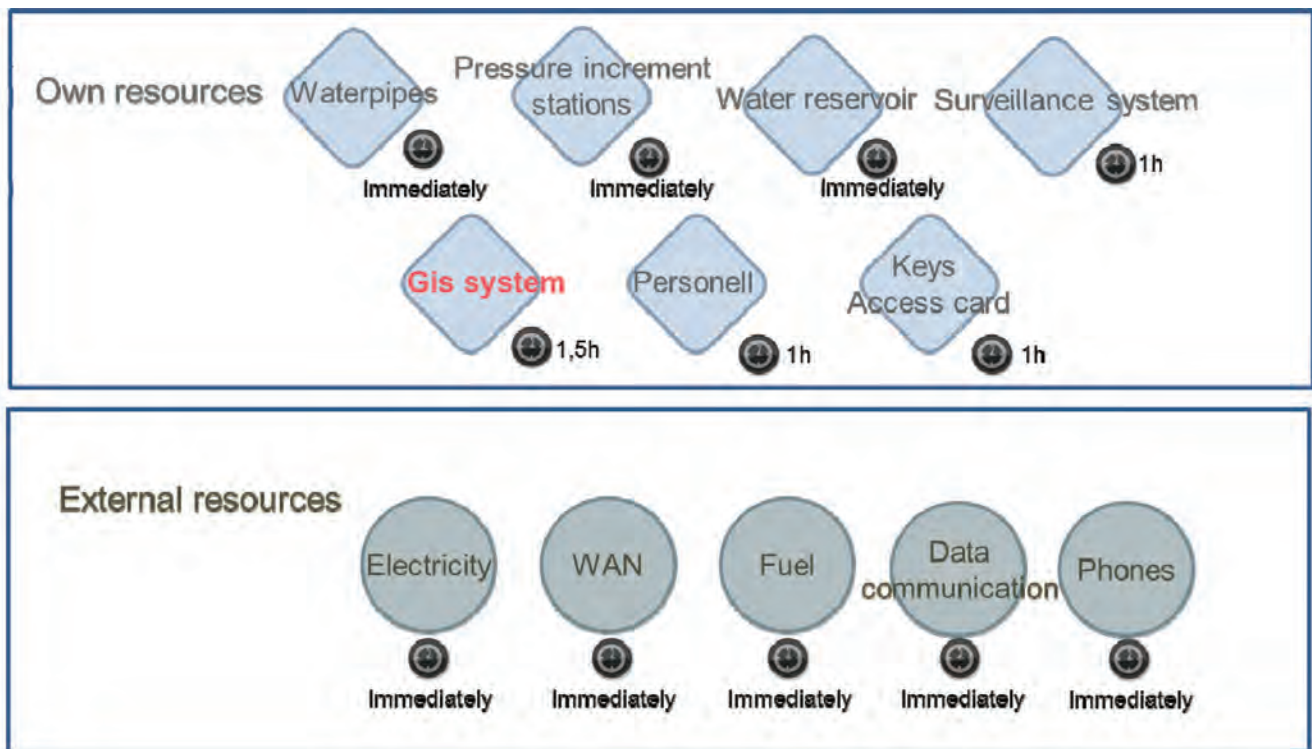 Own resources
Waterpipes
Pressure increment
stations
Water reservoir
Surveillance system
Immediately
Immediately
Immediately
1h
Gis system
Personell
Keys
Access card
1,5h
1h
1h
External resources
Electricity
WAN
Fuel
Data
communication
Phones
Immediately
Immediately
Immediately
Immediately
Immediately